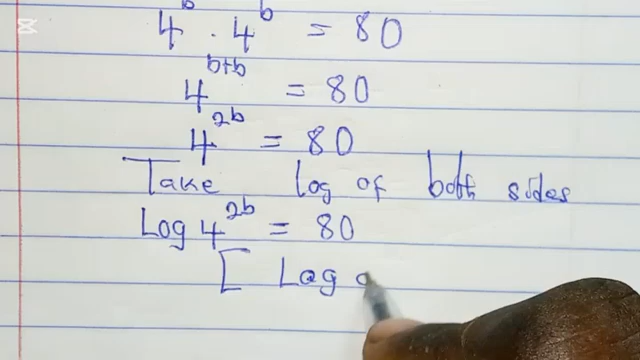 4^b . 4^b = 80
4^b+b = 80
4^2b = 80
Take log of both sides
Log 4^2b = 80
[ Log